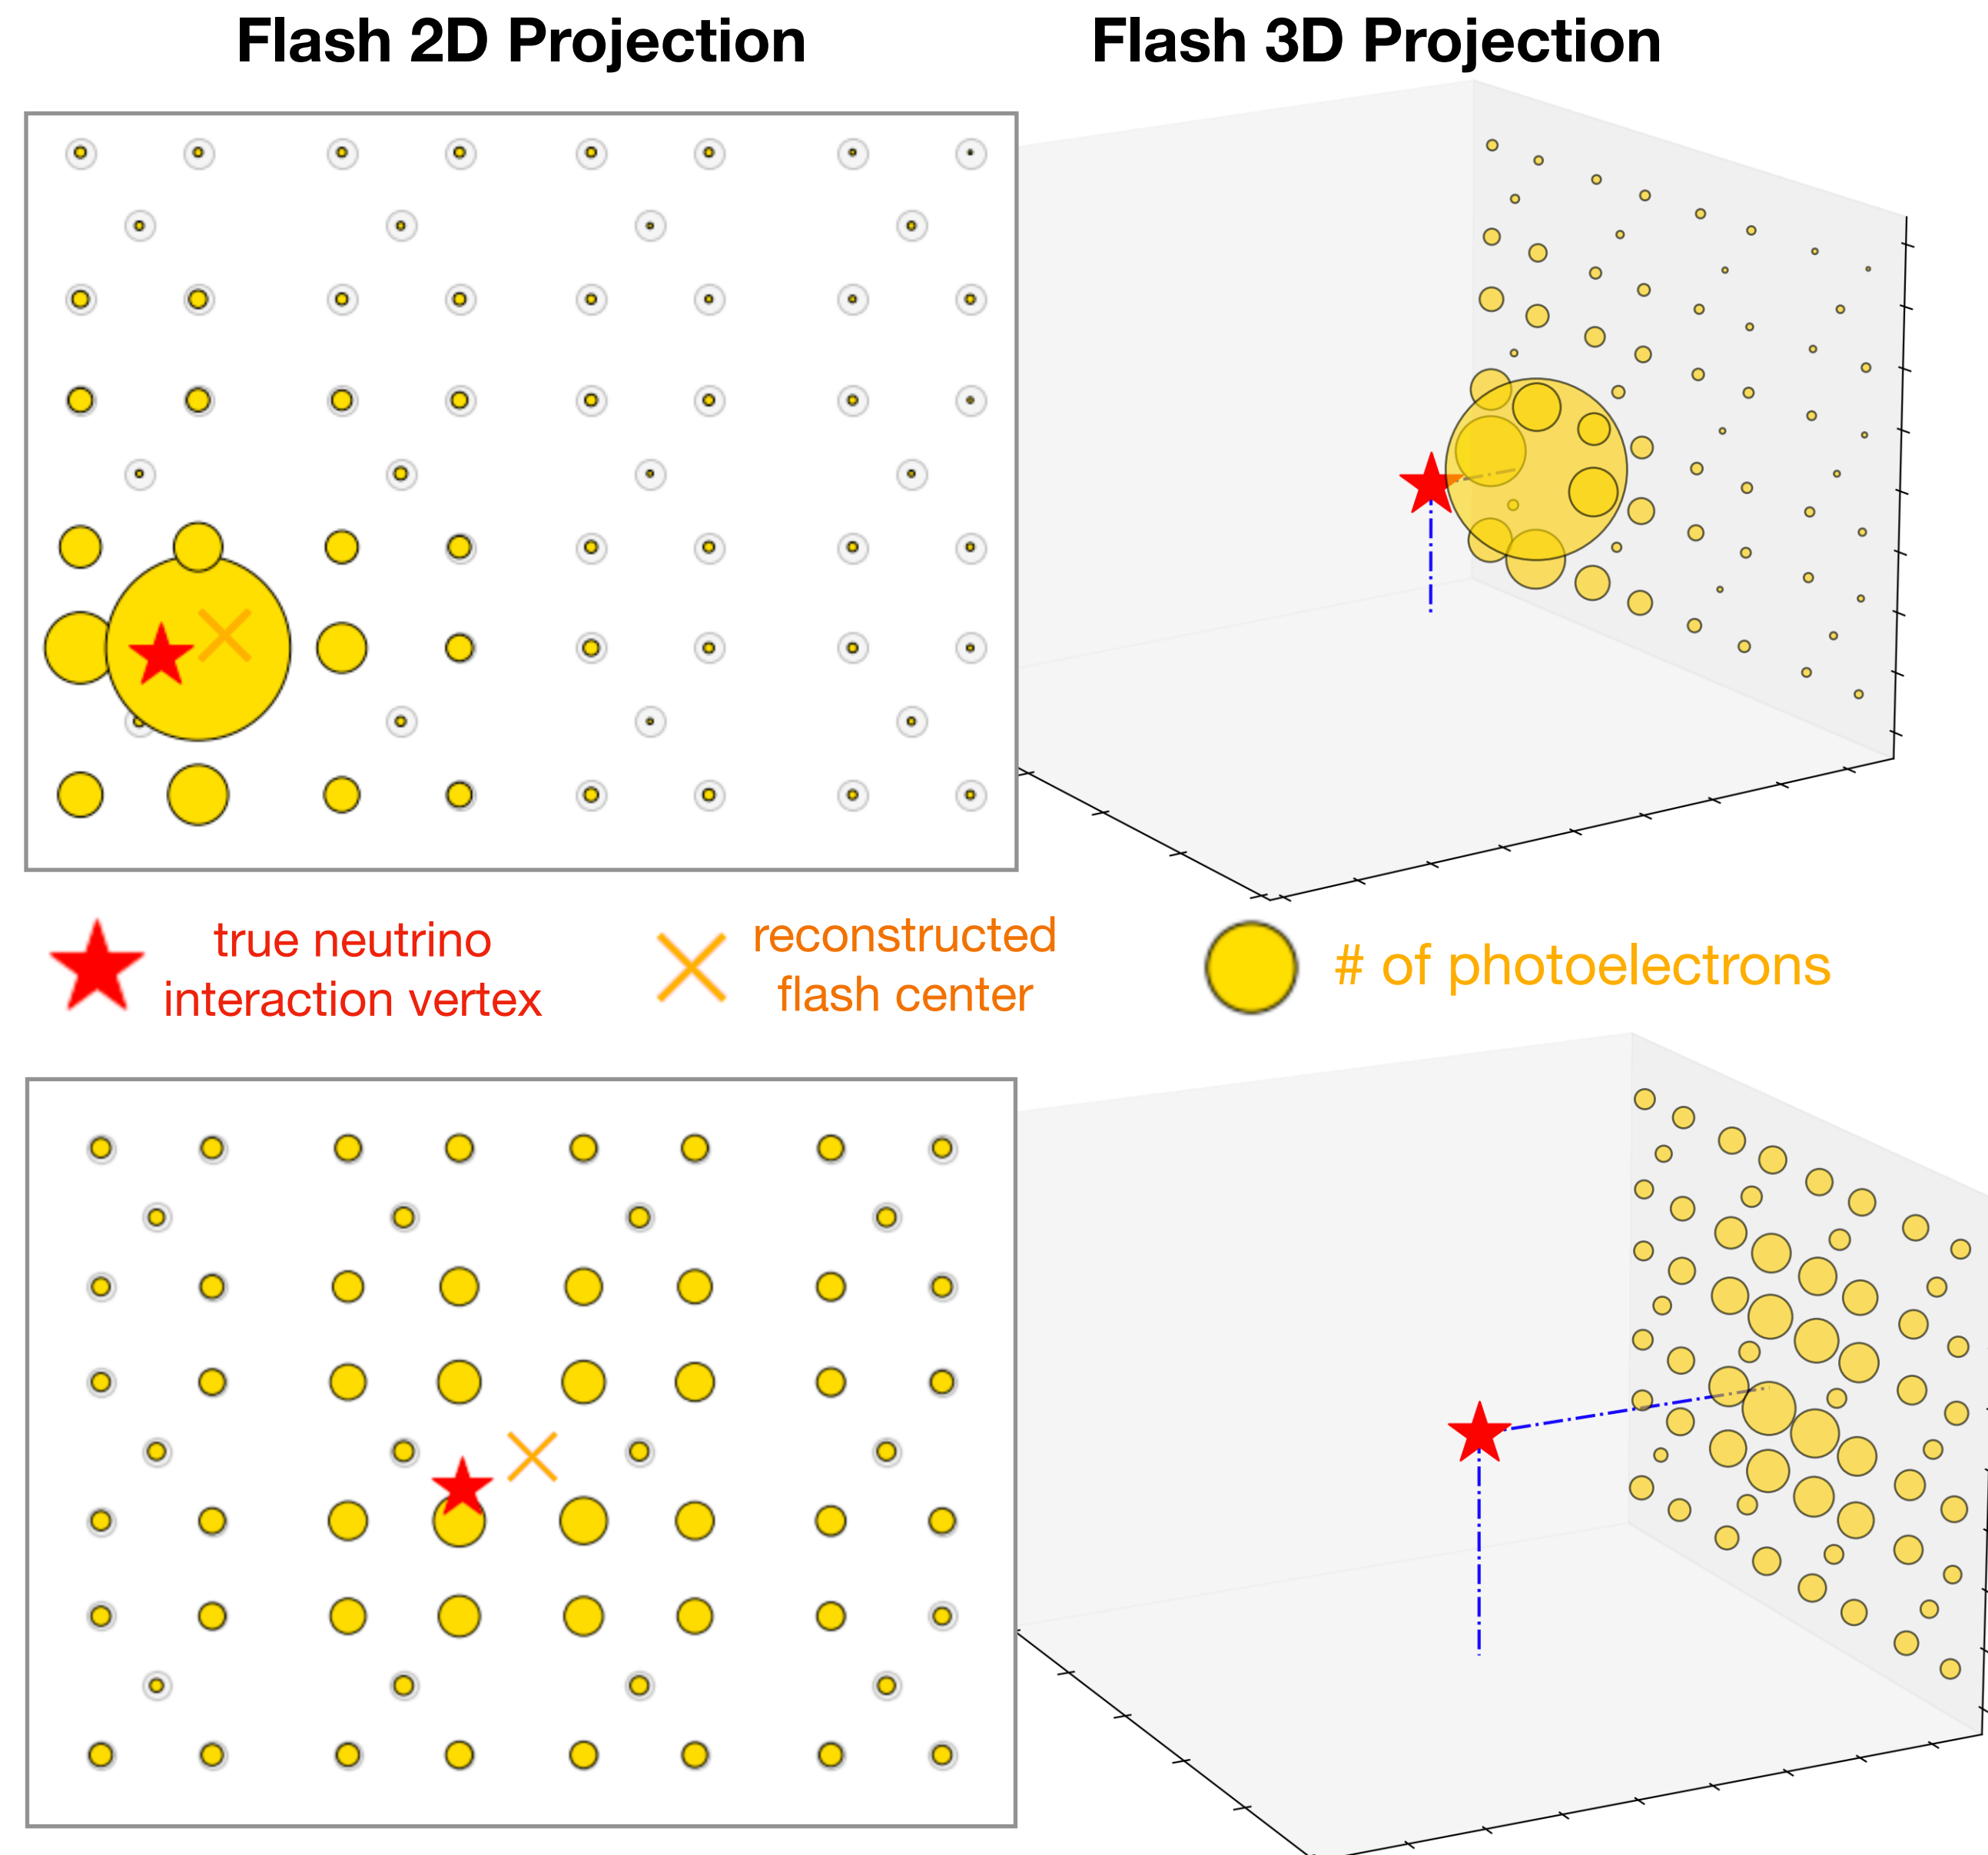 Flash 2D Projection
Flash 3D Projection
true neutrino
interaction vertex
reconstructed
flash center
# of photoelectrons